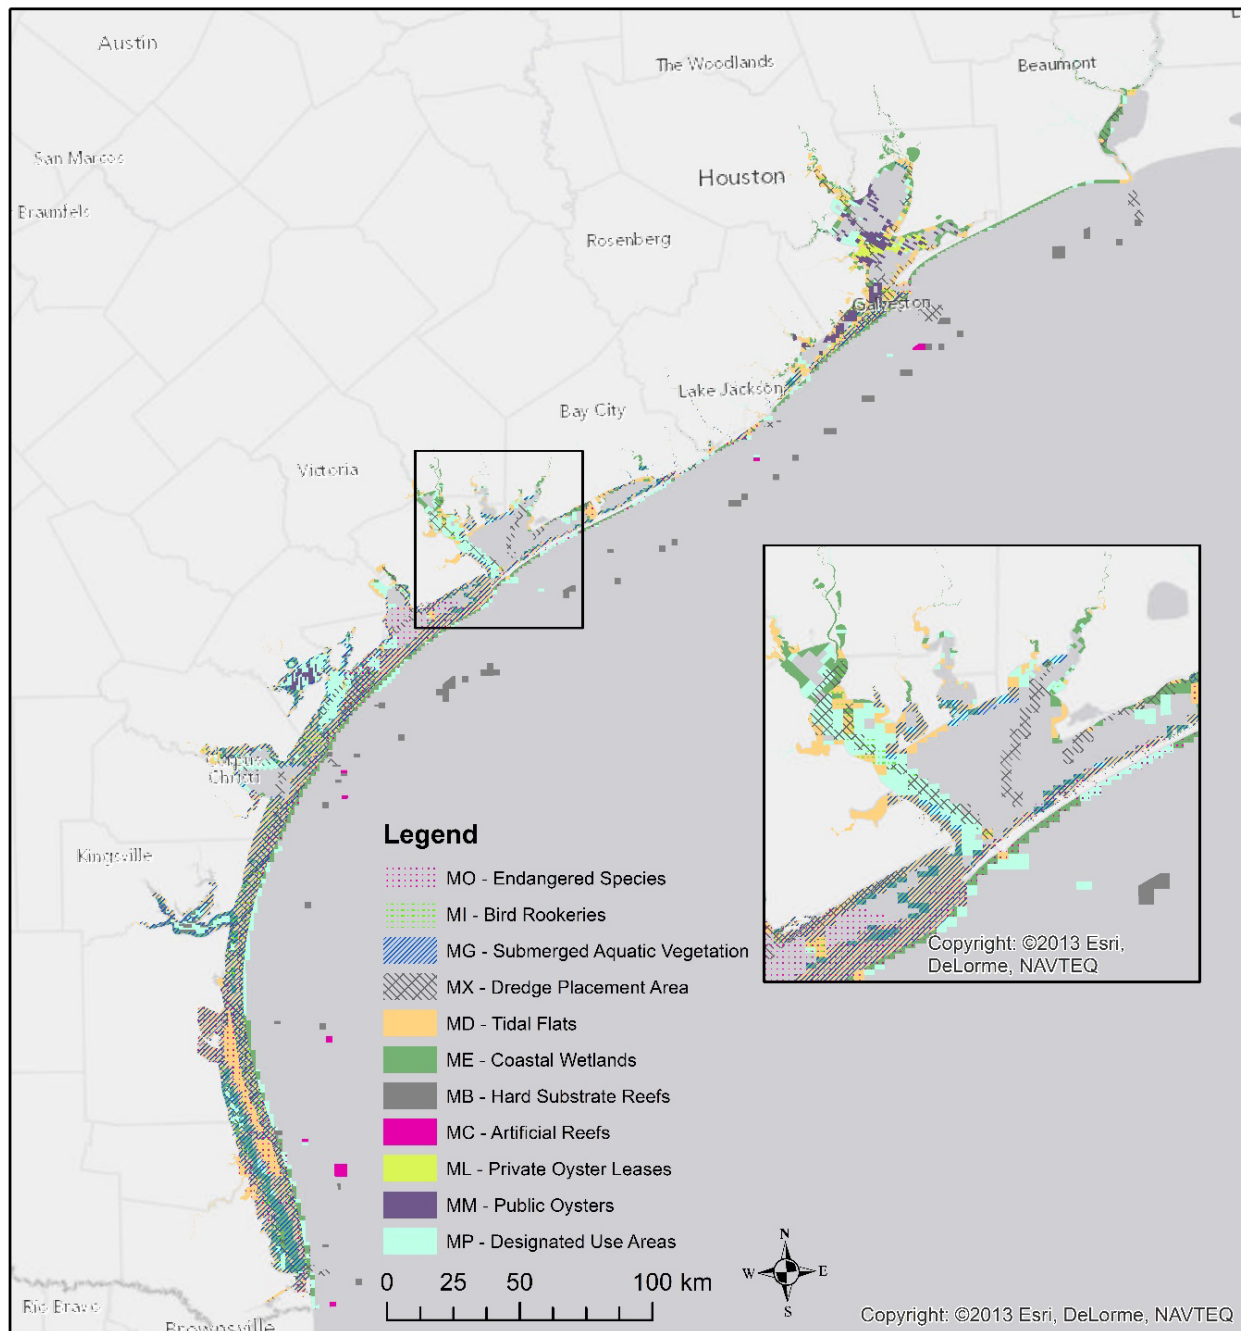 Austin
The Woodlands
Beaumont
San Marcos
Houston
Braunfels
Rosenberg
Galveston
Lake Jackson
Bay City
Victoria
Corpus
Christi
Kingsville
Legend
MO - Endangered Species
MI - Bird Rookeries
MG - Submerged Aquatic Vegetation
MX - Dredge Placement Area
MD - Tidal Flats
ME - Coastal Wetlands
MB - Hard Substrate Reefs
MC - Artificial Reefs
ML - Private Oyster Leases
MM - Public Oysters
MP - Designated Use Areas
Copyright: ©2013 Esri,
DeLorme, NAVTEQ
N
W E
S
0 25 50 100 km
Rio Bravo
Brownsville
Copyright: ©2013 Esri, DeLorme, NAVTEQ